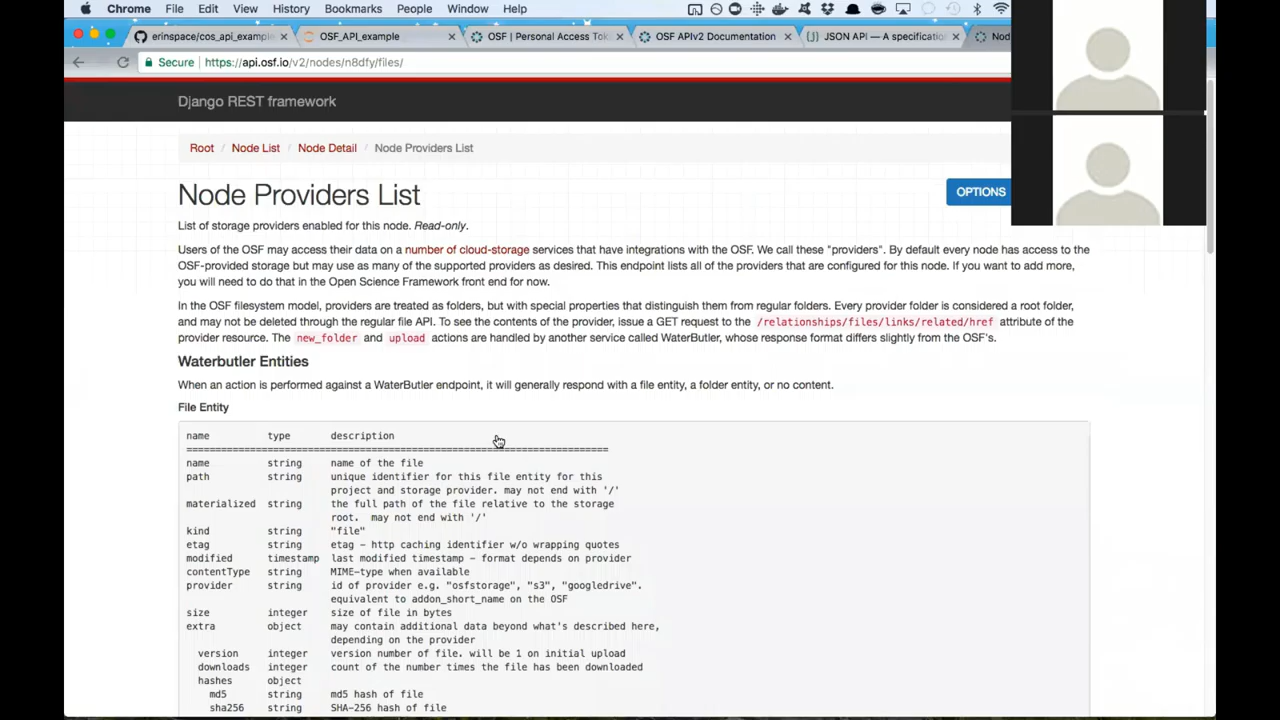 Chrome File Edit View History Bookmarks People Window Help
erinspace/cos_api_example
OSF_API_example
OSF | Personal Access Tok
OSF APIv2 Documentation
{} JSON API — A specificatio
Nod
Secure https://api.osf.io/v2/nodes/n8dfy/files/
Django REST framework
Root / Node List / Node Detail / Node Providers List
Node Providers List
OPTIONS
List of storage providers enabled for this node. Read-only.
Users of the OSF may access their data on a number of cloud-storage services that have integrations with the OSF. We call these "providers". By default every node has access to the
OSF-provided storage but may use as many of the supported providers as desired. This endpoint lists all of the providers that are configured for this node. If you want to add more,
you will need to do that in the Open Science Framework front end for now.
In the OSF filesystem model, providers are treated as folders, but with special properties that distinguish them from regular folders. Every provider folder is considered a root folder,
and may not be deleted through the regular file API. To see the contents of the provider, issue a GET request to the /relationships/files/links/related/href attribute of the
provider resource. The new_folder and upload actions are handled by another service called WaterButler, whose response format differs slightly from the OSF's.
Waterbutler Entities
When an action is performed against a WaterButler endpoint, it will generally respond with a file entity, a folder entity, or no content.
File Entity
name type description
======================================================================
name string name of the file
path string unique identifier for this file entity for this
project and storage provider. may not end with '/'
materialized string the full path of the file relative to the storage
root. may not end with '/'
kind string "file"
etag string etag - http caching identifier w/o wrapping quotes
modified timestamp last modified timestamp - format depends on provider
contentType string MIME-type when available
provider string id of provider e.g. "osfstorage", "s3", "googledrive".
equivalent to addon_short_name on the OSF
size integer size of file in bytes
extra object may contain additional data beyond what's described here,
depending on the provider
version integer version number of file. will be 1 on initial upload
downloads integer count of the number times the file has been downloaded
hashes object
md5 string md5 hash of file
sha256 string SHA-256 hash of file